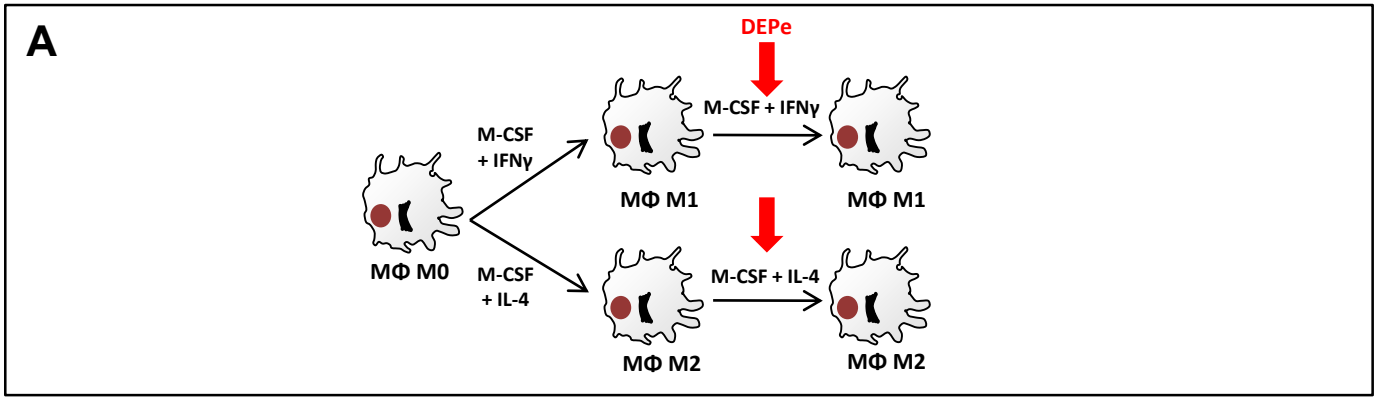 A
DEPe
M-CSF + IFNγ
M-CSF
+ IFNγ
MΦ M1
MΦ M1
MΦ M0
M-CSF
+ IL-4
M-CSF + IL-4
MΦ M2
MΦ M2